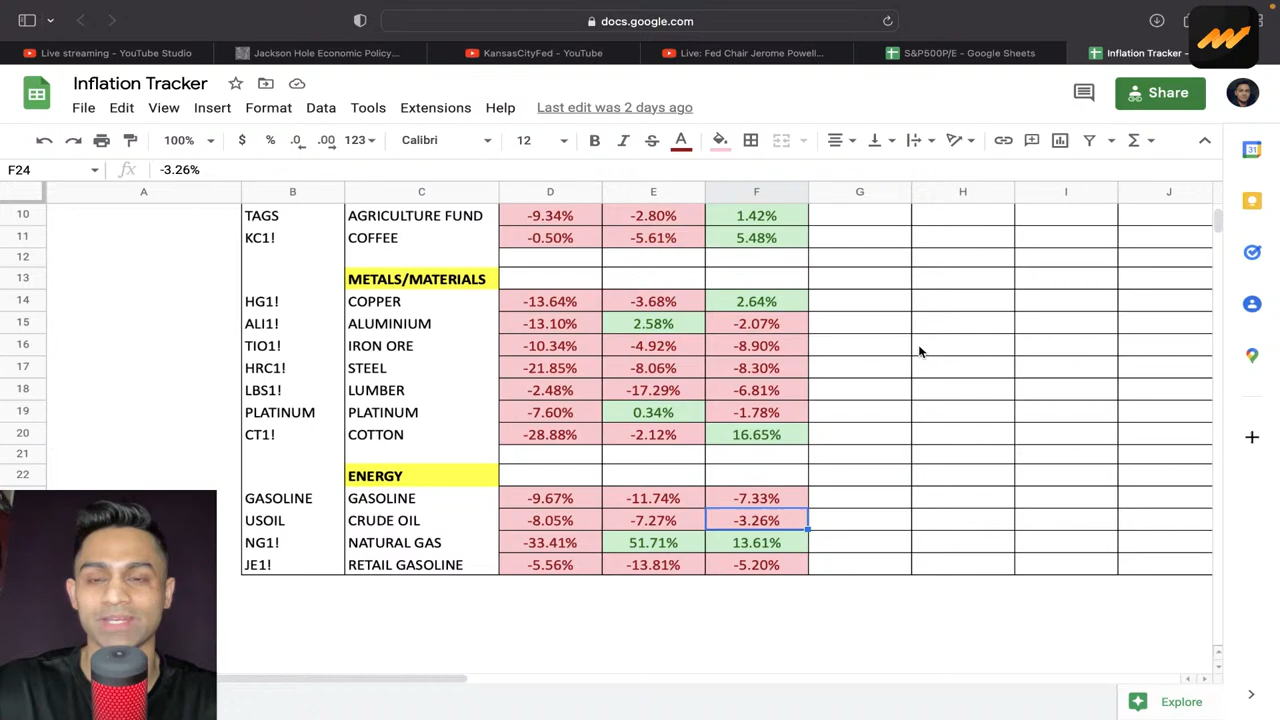 docs.google.com
Live streaming - YouTube Studio
Jackson Hole Economic Policy...
KansasCityFed - YouTube
Live: Fed Chair Jerome Powell...
S&P500P/E - Google Sheets
Inflation Tracker -
Inflation Tracker
File Edit View Insert Format Data Tools Extensions Help Last edit was 2 days ago
Share
100% $ % .0 .00 123 Calibri 12 B I S A
31
F24 fx -3.26%
A B C D E F G H I J
10 TAGS AGRICULTURE FUND -9.34% -2.80% 1.42%
11 KC1! COFFEE -0.50% -5.61% 5.48%
12
13 METALS/MATERIALS
14 HG1! COPPER -13.64% -3.68% 2.64%
15 ALI1! ALUMINIUM -13.10% 2.58% -2.07%
16 TIO1! IRON ORE -10.34% -4.92% -8.90%
17 HRC1! STEEL -21.85% -8.06% -8.30%
18 LBS1! LUMBER -2.48% -17.29% -6.81%
19 PLATINUM PLATINUM -7.60% 0.34% -1.78%
20 CT1! COTTON -28.88% -2.12% 16.65%
21
22 ENERGY
GASOLINE GASOLINE -9.67% -11.74% -7.33%
USOIL CRUDE OIL -8.05% -7.27% -3.26%
NG1! NATURAL GAS -33.41% 51.71% 13.61%
JE1! RETAIL GASOLINE -5.56% -13.81% -5.20%
Explore